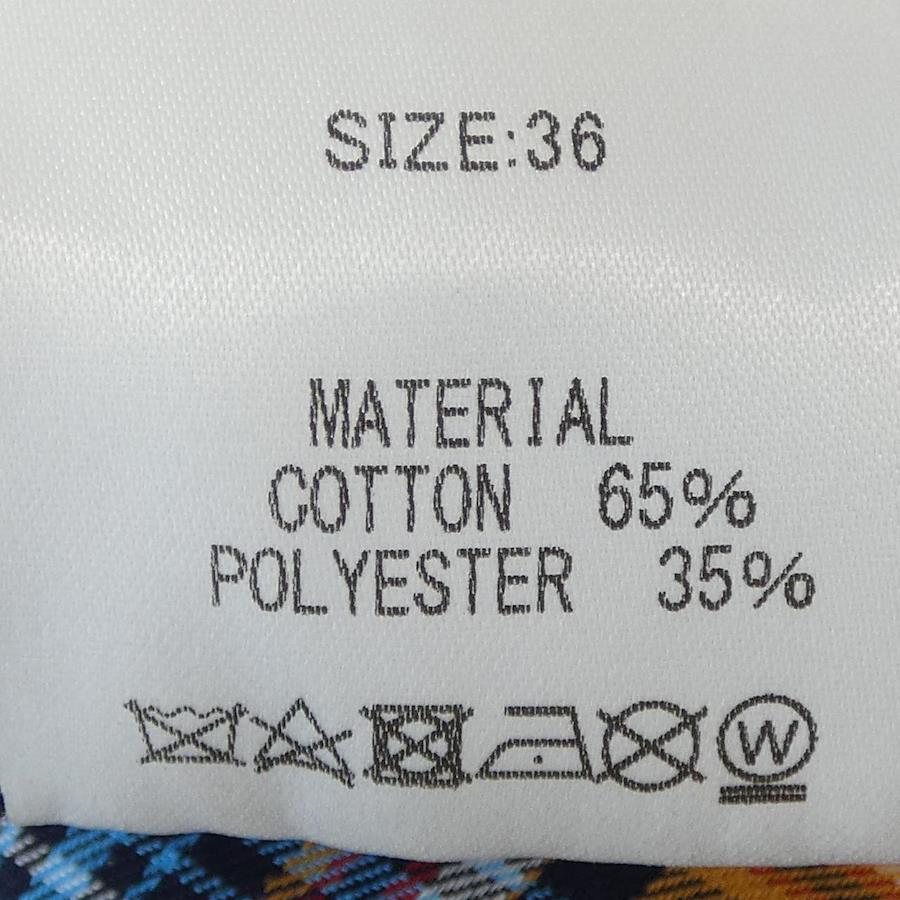 SIZE:36
MATERIAL
COTTON 65%
POLYESTER 35%
W